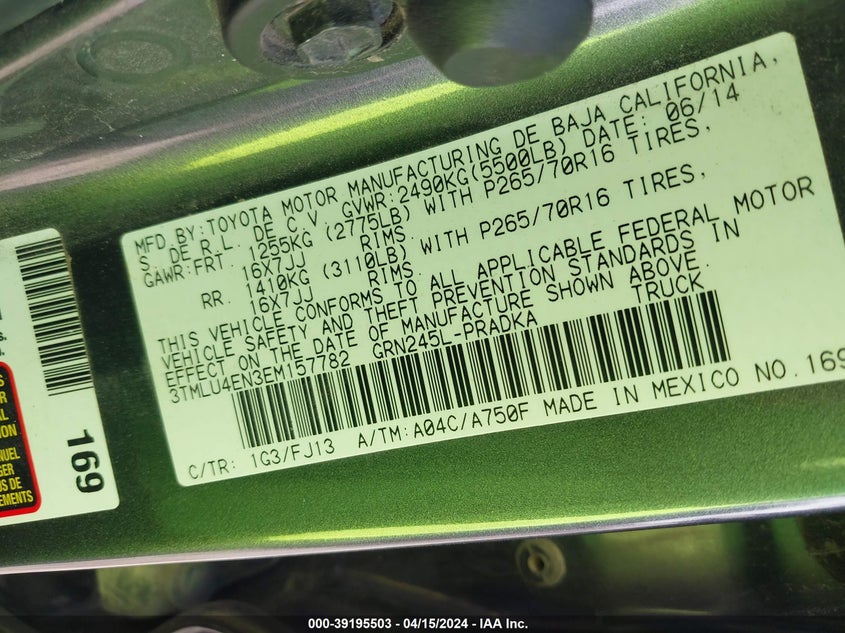 MFD.BY:TOYOTA MOTOR MANUFACTURING DE BAJA CALIFORNIA,
S. DE R.L. DE C.V. GVWR:2490KG(5500LB) DATE: 06/14
GAWR:FRT. 1255KG (2775LB) WITH P265/70R16 TIRES,
16X7JJ RIMS
RR. 1410KG (3110LB) WITH P265/70R16 TIRES,
16X7JJ RIMS.
THIS VEHICLE CONFORMS TO ALL APPLICABLE FEDERAL MOTOR
VEHICLE SAFETY AND THEFT PREVENTION STANDARDS IN
EFFECT ON THE DATE OF MANUFACTURE SHOWN ABOVE.
3TMLU4EN3EM157782 GRN245L-PRADKA TRUCK
C/TR: 1G3/FJ13 A/TM:A04C/A750F MADE IN MEXICO NO.169
169
000-39195503 - 04/15/2024 - IAA Inc.